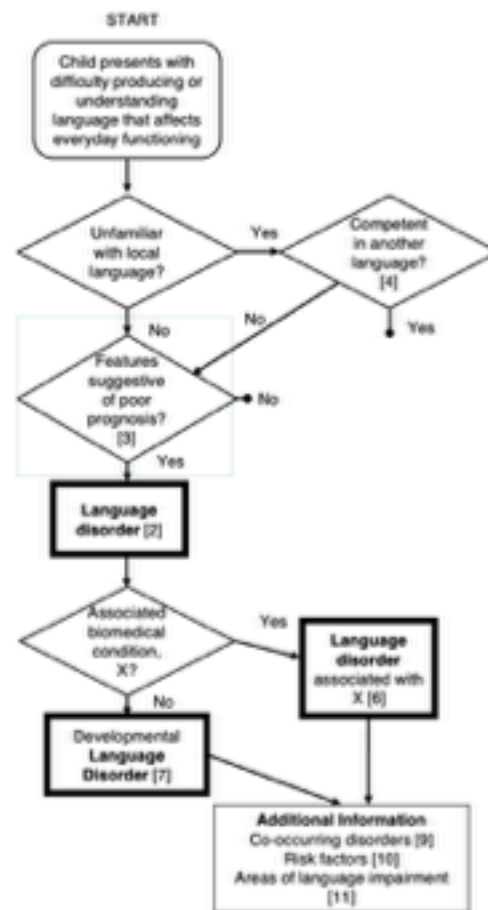 START
Child presents with
difficulty producing or
understanding
language that affects
everyday functioning
Unfamiliar
with local
language?
Yes
Competent
in another
language?
[4]
No
No
Yes
Features
suggestive
of poor
prognosis?
[3]
No
Yes
Language
disorder [2]
Associated
biomedical
condition,
X?
Yes
Language
disorder
associated with
X [6]
No
Developmental
Language
Disorder [7]
Additional Information
Co-occurring disorders [9]
Risk factors [10]
Areas of language impairment
[11]